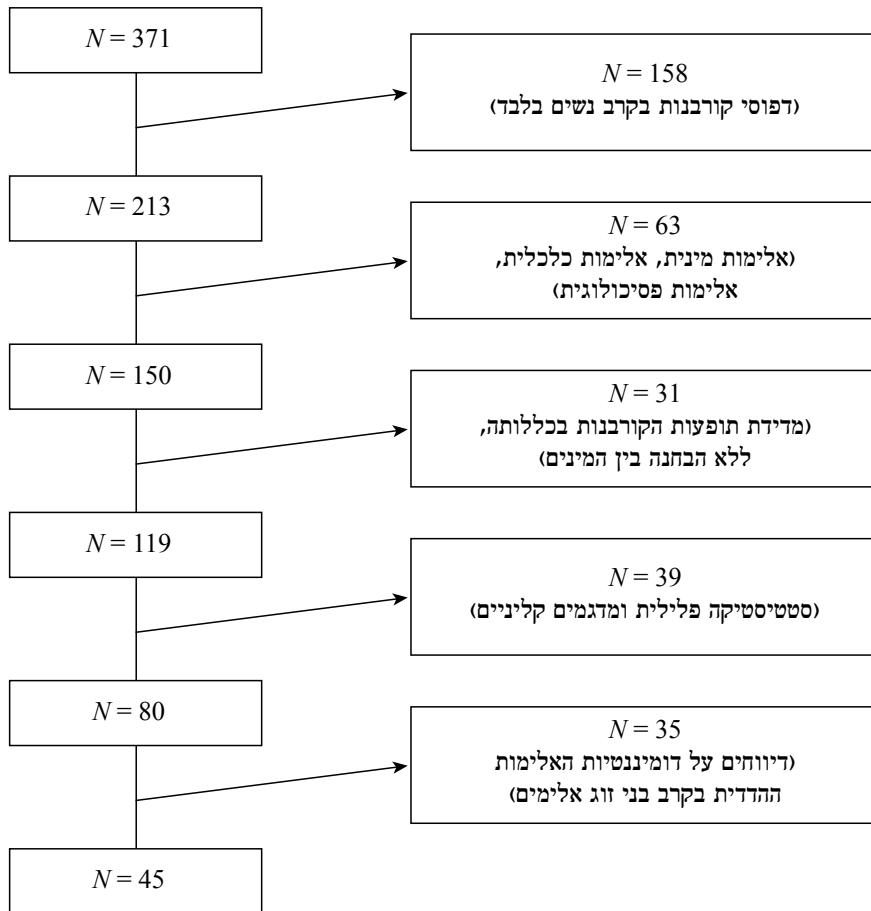 N = 371
N = 158
(דפוסי קורבנות בקרב נשים בלבד)
N = 213
N = 63
(אלימות מינית, אלימות כלכלית,
אלימות פסיכולוגית)
N = 150
N = 31
(מדידת תופעות הקורבנות בכללותה,
ללא הבחנה בין המינים)
N = 119
N = 39
(סטטיסטיקה פלילית ומדגמים קליניים)
N = 80
N = 35
(דיווחים על דומיננטיות האלימות
ההדדית בקרב בני זוג אלימים)
N = 45